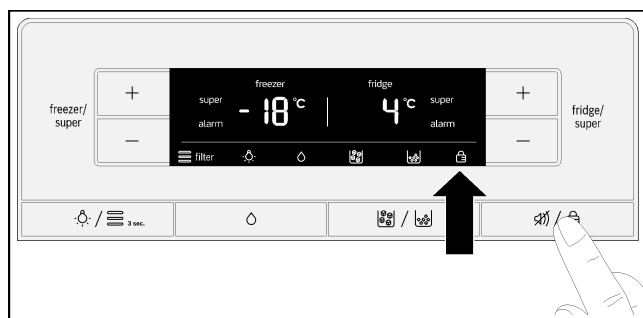 freezer
fridge
super
-18 °C
4 °C
super
alarm
alarm
filter
freezer/
super
+
−
+
−
fridge/
super
/
3 sec.
/
/